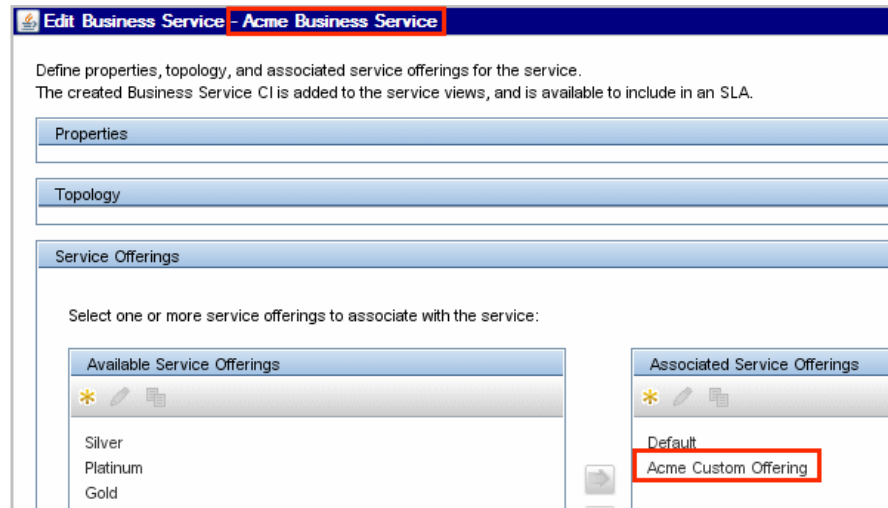 Edit Business Service - Acme Business Service
Define properties, topology, and associated service offerings for the service.
The created Business Service CI is added to the service views, and is available to include in an SLA.
Properties
Topology
Service Offerings
Select one or more service offerings to associate with the service:
Available Service Offerings
Silver
Platinum
Gold
Associated Service Offerings
Default
Acme Custom Offering